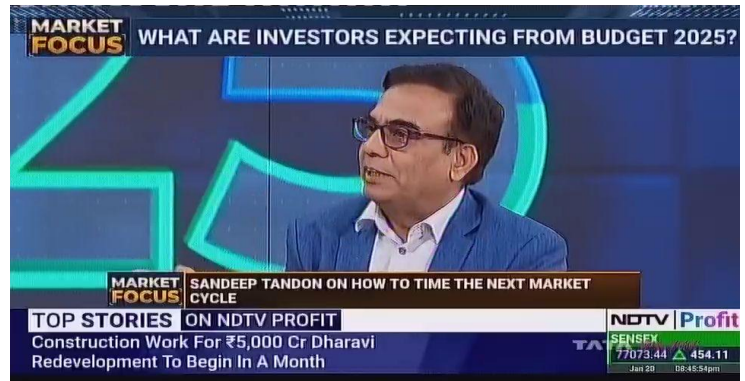 MARKET
FOCUS
WHAT ARE INVESTORS EXPECTING FROM BUDGET 2025?
25
MARKET
FOCUS
SANDEEP TANDON ON HOW TO TIME THE NEXT MARKET
CYCLE
TOP STORIES ON NDTV PROFIT
Construction Work For ₹5,000 Cr Dharavi
Redevelopment To Begin In A Month
NDTV Profit
SENSEX
77073.44 ▲ 454.11
Jan 20 08:45:54pm
TATA